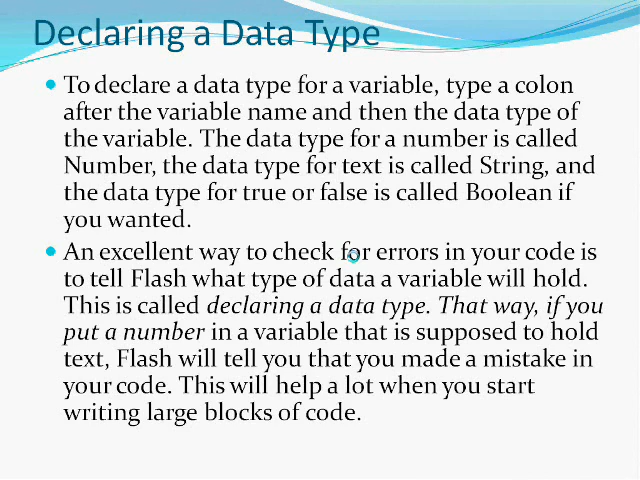 Declaring a Data Type
To declare a data type for a variable, type a colon
after the variable name and then the data type of
the variable. The data type for a number is called
Number, the data type for text is called String, and
the data type for true or false is called Boolean if
you wanted.
An excellent way to check for errors in your code is
to tell Flash what type of data a variable will hold.
This is called declaring a data type. That way, if you
put a number in a variable that is supposed to hold
text, Flash will tell you that you made a mistake in
your code. This will help a lot when you start
writing large blocks of code.